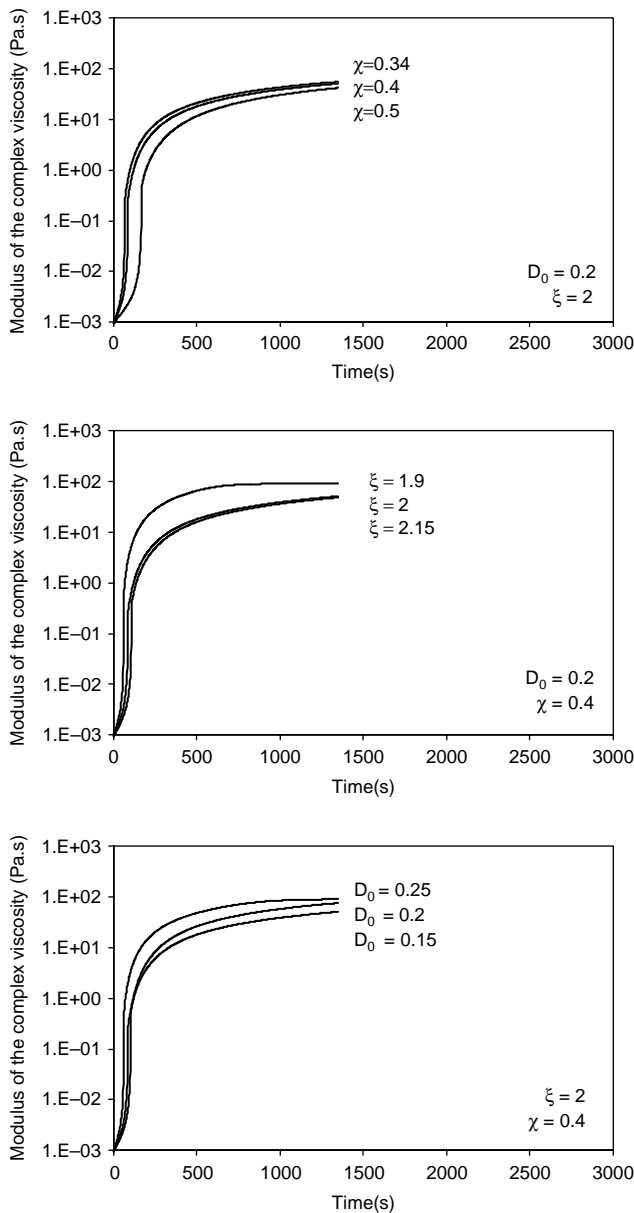 Modulus of the complex viscosity (Pa.s)
1.E+03
1.E+02
1.E+01
1.E+00
1.E–01
1.E–02
1.E–03
χ=0.34
χ=0.4
χ=0.5
D₀ = 0.2
ξ = 2
0 500 1000 1500 2000 2500 3000
Time(s)
Modulus of the complex viscosity (Pa.s)
1.E+03
1.E+02
1.E+01
1.E+00
1.E–01
1.E–02
1.E–03
ξ = 1.9
ξ = 2
ξ = 2.15
D₀ = 0.2
χ = 0.4
0 500 1000 1500 2000 2500 3000
Time(s)
Modulus of the complex viscosity (Pa.s)
1.E+03
1.E+02
1.E+01
1.E+00
1.E–01
1.E–02
1.E–03
D₀ = 0.25
D₀ = 0.2
D₀ = 0.15
ξ = 2
χ = 0.4
0 500 1000 1500 2000 2500 3000
Time(s)